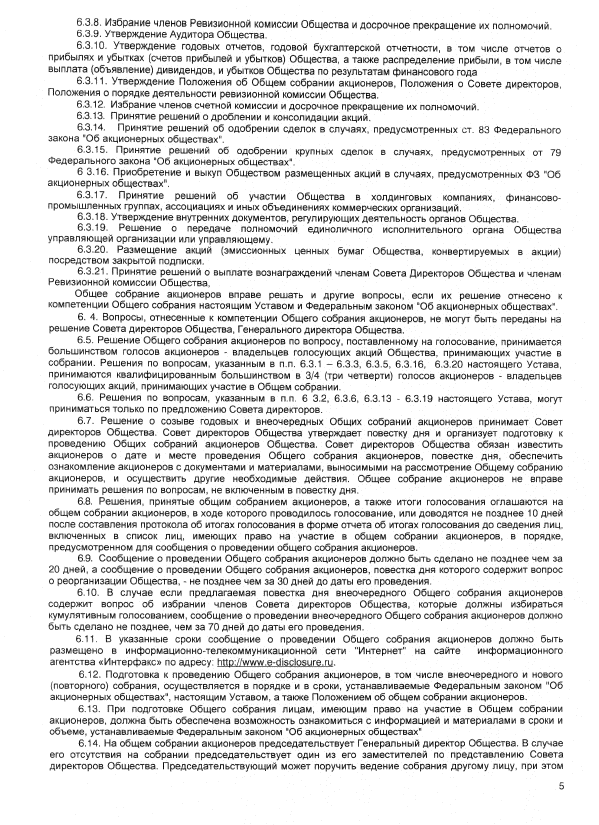 6.3.8. Избрание членов Ревизионной комиссии Общества и досрочное прекращение их полномочий.
6.3.9. Утверждение Аудитора Общества.
6.3.10. Утверждение годовых отчетов, годовой бухгалтерской отчетности, в том числе отчетов о
прибылях и убытках (счетов прибылей и убытков) Общества, а также распределение прибыли, в том числе
выплата (объявление) дивидендов, и убытков Общества по результатам финансового года
6.3.11. Утверждение Положения об Общем собрании акционеров, Положения о Совете директоров,
Положения о порядке деятельности ревизионной комиссии Общества.
6.3.12. Избрание членов счетной комиссии и досрочное прекращение их полномочий.
6.3.13. Принятие решений о дроблении и консолидации акций.
6.3.14. Принятие решений об одобрении сделок в случаях, предусмотренных ст. 83 Федерального
закона "Об акционерных обществах".
6.3.15. Принятие решений об одобрении крупных сделок в случаях, предусмотренных от 79
Федерального закона "Об акционерных обществах".
6 3.16. Приобретение и выкуп Обществом размещенных акций в случаях, предусмотренных ФЗ "Об
акционерных обществах".
6.3.17. Принятие решений об участии Общества в холдинговых компаниях, финансово-
промышленных группах, ассоциациях и иных объединениях коммерческих организаций.
6.3.18. Утверждение внутренних документов, регулирующих деятельность органов Общества.
6.3.19. Решение о передаче полномочий единоличного исполнительного органа Общества
управляющей организации или управляющему.
6.3.20. Размещение акций (эмиссионных ценных бумаг Общества, конвертируемых в акции)
посредством закрытой подписки.
6.3.21. Принятие решений о выплате вознаграждений членам Совета Директоров Общества и членам
Ревизионной комиссии Общества,
Общее собрание акционеров вправе решать и другие вопросы, если их решение отнесено к
компетенции Общего собрания настоящим Уставом и Федеральным законом "Об акционерных обществах".
6. 4. Вопросы, отнесенные к компетенции Общего собрания акционеров, не могут быть переданы на
решение Совета директоров Общества, Генерального директора Общества.
6.5. Решение Общего собрания акционеров по вопросу, поставленному на голосование, принимается
большинством голосов акционеров - владельцев голосующих акций Общества, принимающих участие в
собрании. Решения по вопросам, указанным в п.п. 6.3.1 – 6.3.3, 6.3.5, 6.3.16, 6.3.20 настоящего Устава,
принимаются квалифицированным большинством в 3/4 (три четверти) голосов акционеров - владельцев
голосующих акций, принимающих участие в Общем собрании.
6.6. Решения по вопросам, указанным в п.п. 6 3.2, 6.3.6, 6.3.13 - 6.3.19 настоящего Устава, могут
приниматься только по предложению Совета директоров.
6.7. Решение о созыве годовых и внеочередных Общих собраний акционеров принимает Совет
директоров Общества. Совет директоров Общества утверждает повестку дня и организует подготовку к
проведению Общих собраний акционеров Общества. Совет директоров Общества обязан известить
акционеров о дате и месте проведения Общего собрания акционеров, повестке дня, обеспечить
ознакомление акционеров с документами и материалами, выносимыми на рассмотрение Общему собранию
акционеров, и осуществить другие необходимые действия. Общее собрание акционеров не вправе
принимать решения по вопросам, не включенным в повестку дня.
6.8. Решения, принятые общим собранием акционеров, а также итоги голосования оглашаются на
общем собрании акционеров, в ходе которого проводилось голосование, или доводятся не позднее 10 дней
после составления протокола об итогах голосования в форме отчета об итогах голосования до сведения лиц,
включенных в список лиц, имеющих право на участие в общем собрании акционеров, в порядке,
предусмотренном для сообщения о проведении общего собрания акционеров.
6.9. Сообщение о проведении Общего собрания акционеров должно быть сделано не позднее чем за
20 дней, а сообщение о проведении Общего собрания акционеров, повестка дня которого содержит вопрос
о реорганизации Общества, - не позднее чем за 30 дней до даты его проведения.
6.10. В случае если предлагаемая повестка дня внеочередного Общего собрания акционеров
содержит вопрос об избрании членов Совета директоров Общества, которые должны избираться
кумулятивным голосованием, сообщение о проведении внеочередного Общего собрания акционеров должно
быть сделано не позднее, чем за 70 дней до даты его проведения.
6.11. В указанные сроки сообщение о проведении Общего собрания акционеров должно быть
размещено в информационно-телекоммуникационной сети "Интернет" на сайте информационного
агентства «Интерфакс» по адресу: http://www.e-disclosure.ru.
6.12. Подготовка к проведению Общего собрания акционеров, в том числе внеочередного и нового
(повторного) собрания, осуществляется в порядке и в сроки, устанавливаемые Федеральным законом "Об
акционерных обществах", настоящим Уставом, а также Положением об общем собрании акционеров.
6.13. При подготовке Общего собрания лицам, имеющим право на участие в Общем собрании
акционеров, должна быть обеспечена возможность ознакомиться с информацией и материалами в сроки и
объеме, устанавливаемые Федеральным законом "Об акционерных обществах"
6.14. На общем собрании акционеров председательствует Генеральный директор Общества. В случае
его отсутствия на собрании председательствует один из его заместителей по представлению Совета
директоров Общества. Председательствующий может поручить ведение собрания другому лицу, при этом
5